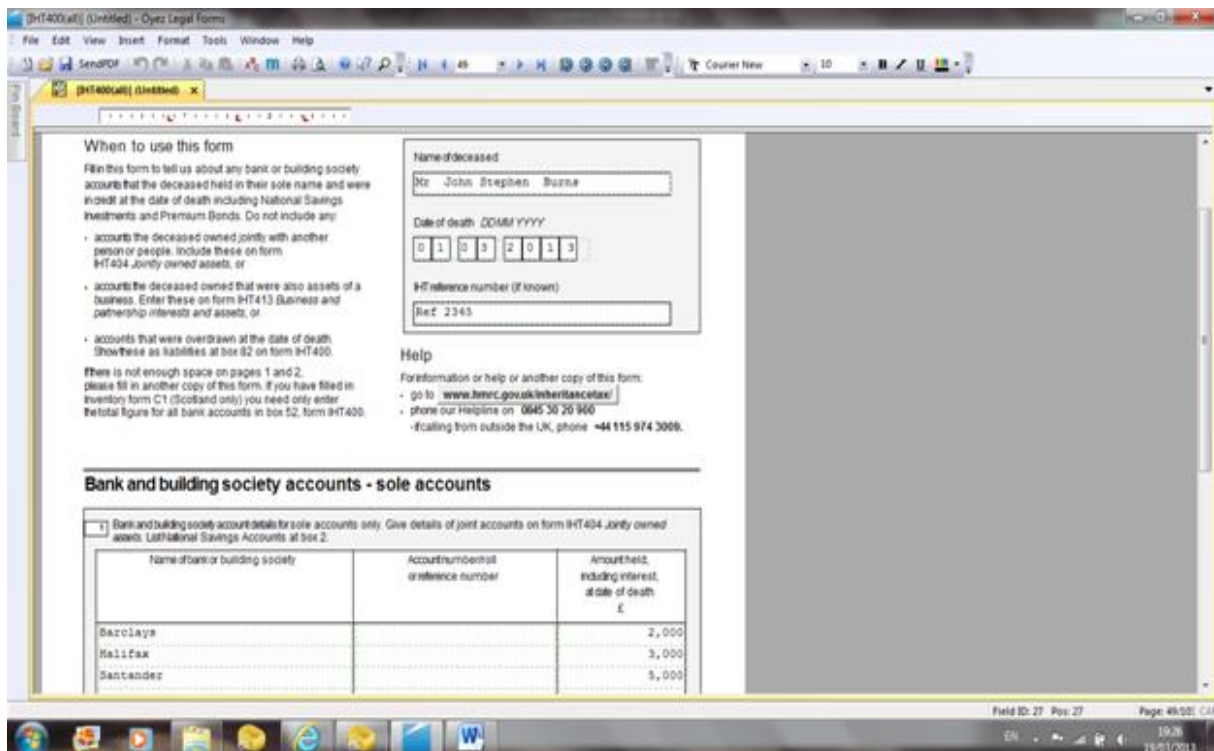 [IHT400(all)] (Untitled) - Oyez Legal Forms
File Edit View Insert Format Tools Window Help
SendPDF 49 Courier New 10 B I U
[IHT400(all)] (Untitled) x
Pin Board
When to use this form
Fill in this form to tell us about any bank or building society
accounts that the deceased held in their sole name and were
in credit at the date of death including National Savings
Investments and Premium Bonds. Do not include any:
accounts the deceased owned jointly with another
person or people. Include these on form
IHT404 Jointly owned assets, or
accounts the deceased owned that were also assets of a
business. Enter these on form IHT413 Business and
partnership interests and assets, or
accounts that were overdrawn at the date of death.
Show these as liabilities at box 82 on form IHT400.
If there is not enough space on pages 1 and 2,
please fill in another copy of this form. If you have filled in
Inventory form C1 (Scotland only) you need only enter
the total figure for all bank accounts in box 52, form IHT400.
Name of deceased
Mr John Stephen Burns
Date of death DD MM YYYY
01 03 2013
IHT reference number (if known)
Ref 2345
Help
For information or help or another copy of this form:
- go to www.hmrc.gov.uk/inheritancetax/
- phone our Helpline on 0845 30 20 900
-if calling from outside the UK, phone +44 115 974 3009.
Bank and building society accounts - sole accounts
1 Bank and building society account details for sole accounts only. Give details of joint accounts on form IHT404 Jointly owned
assets. List National Savings Accounts at box 2.
Name of bank or building society
Account number/roll
or reference number
Amount held,
including interest,
at date of death
£
Barclays 2,000
Halifax 3,000
Santander 5,000
Field ID: 27 Pos: 27 Page: 49/101
EN 19:26
19/03/2013